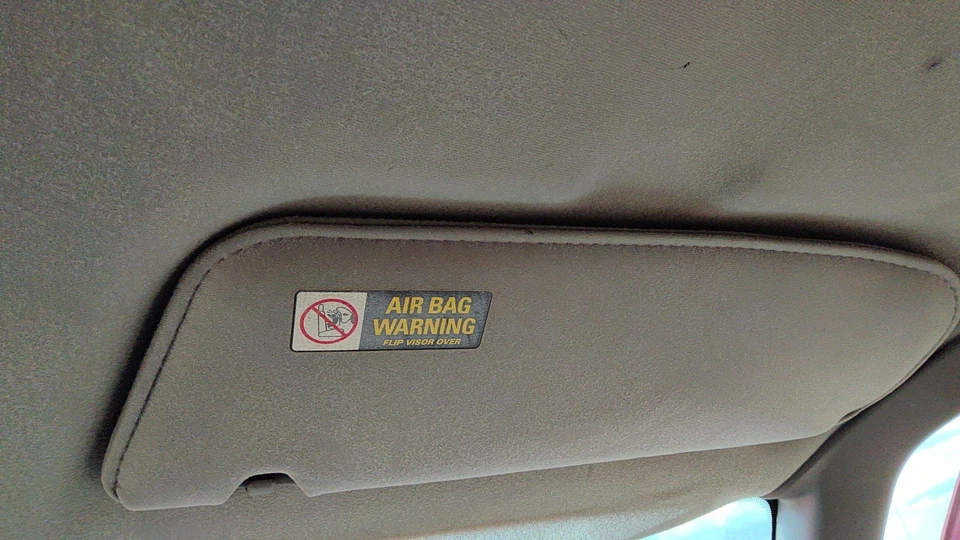 AIR BAG
WARNING
FLIP VISOR OVER